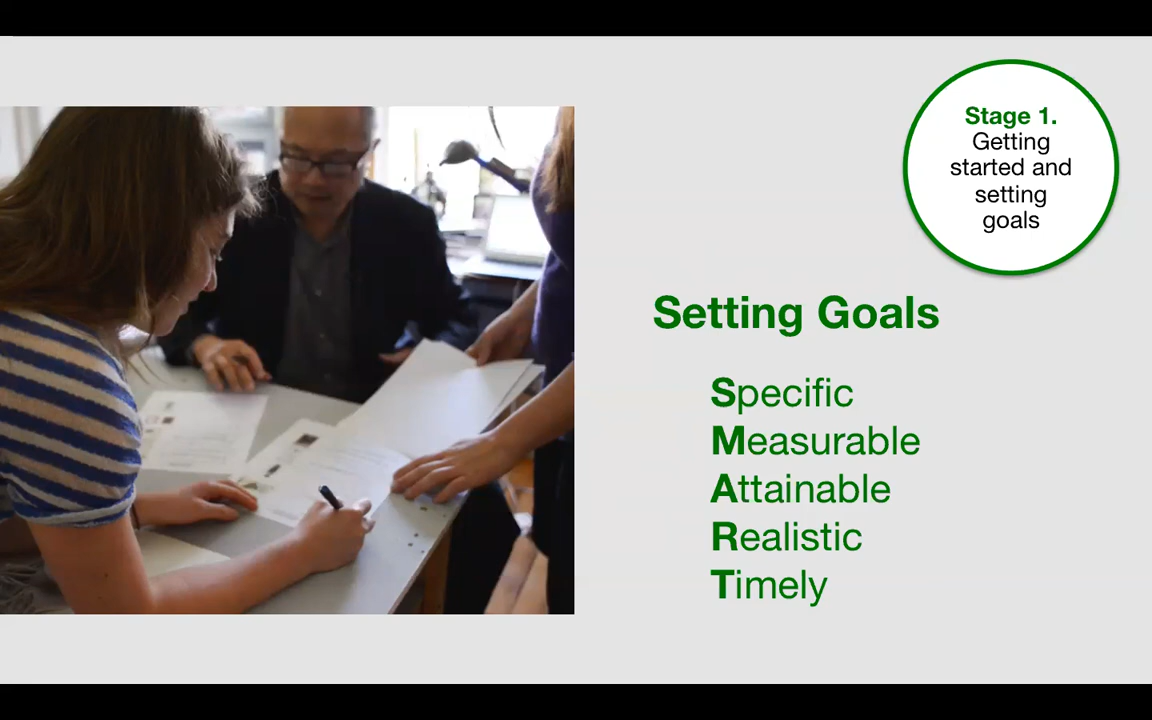 Stage 1.
Getting
started and
setting
goals
Setting Goals
Specific
Measurable
Attainable
Realistic
Timely